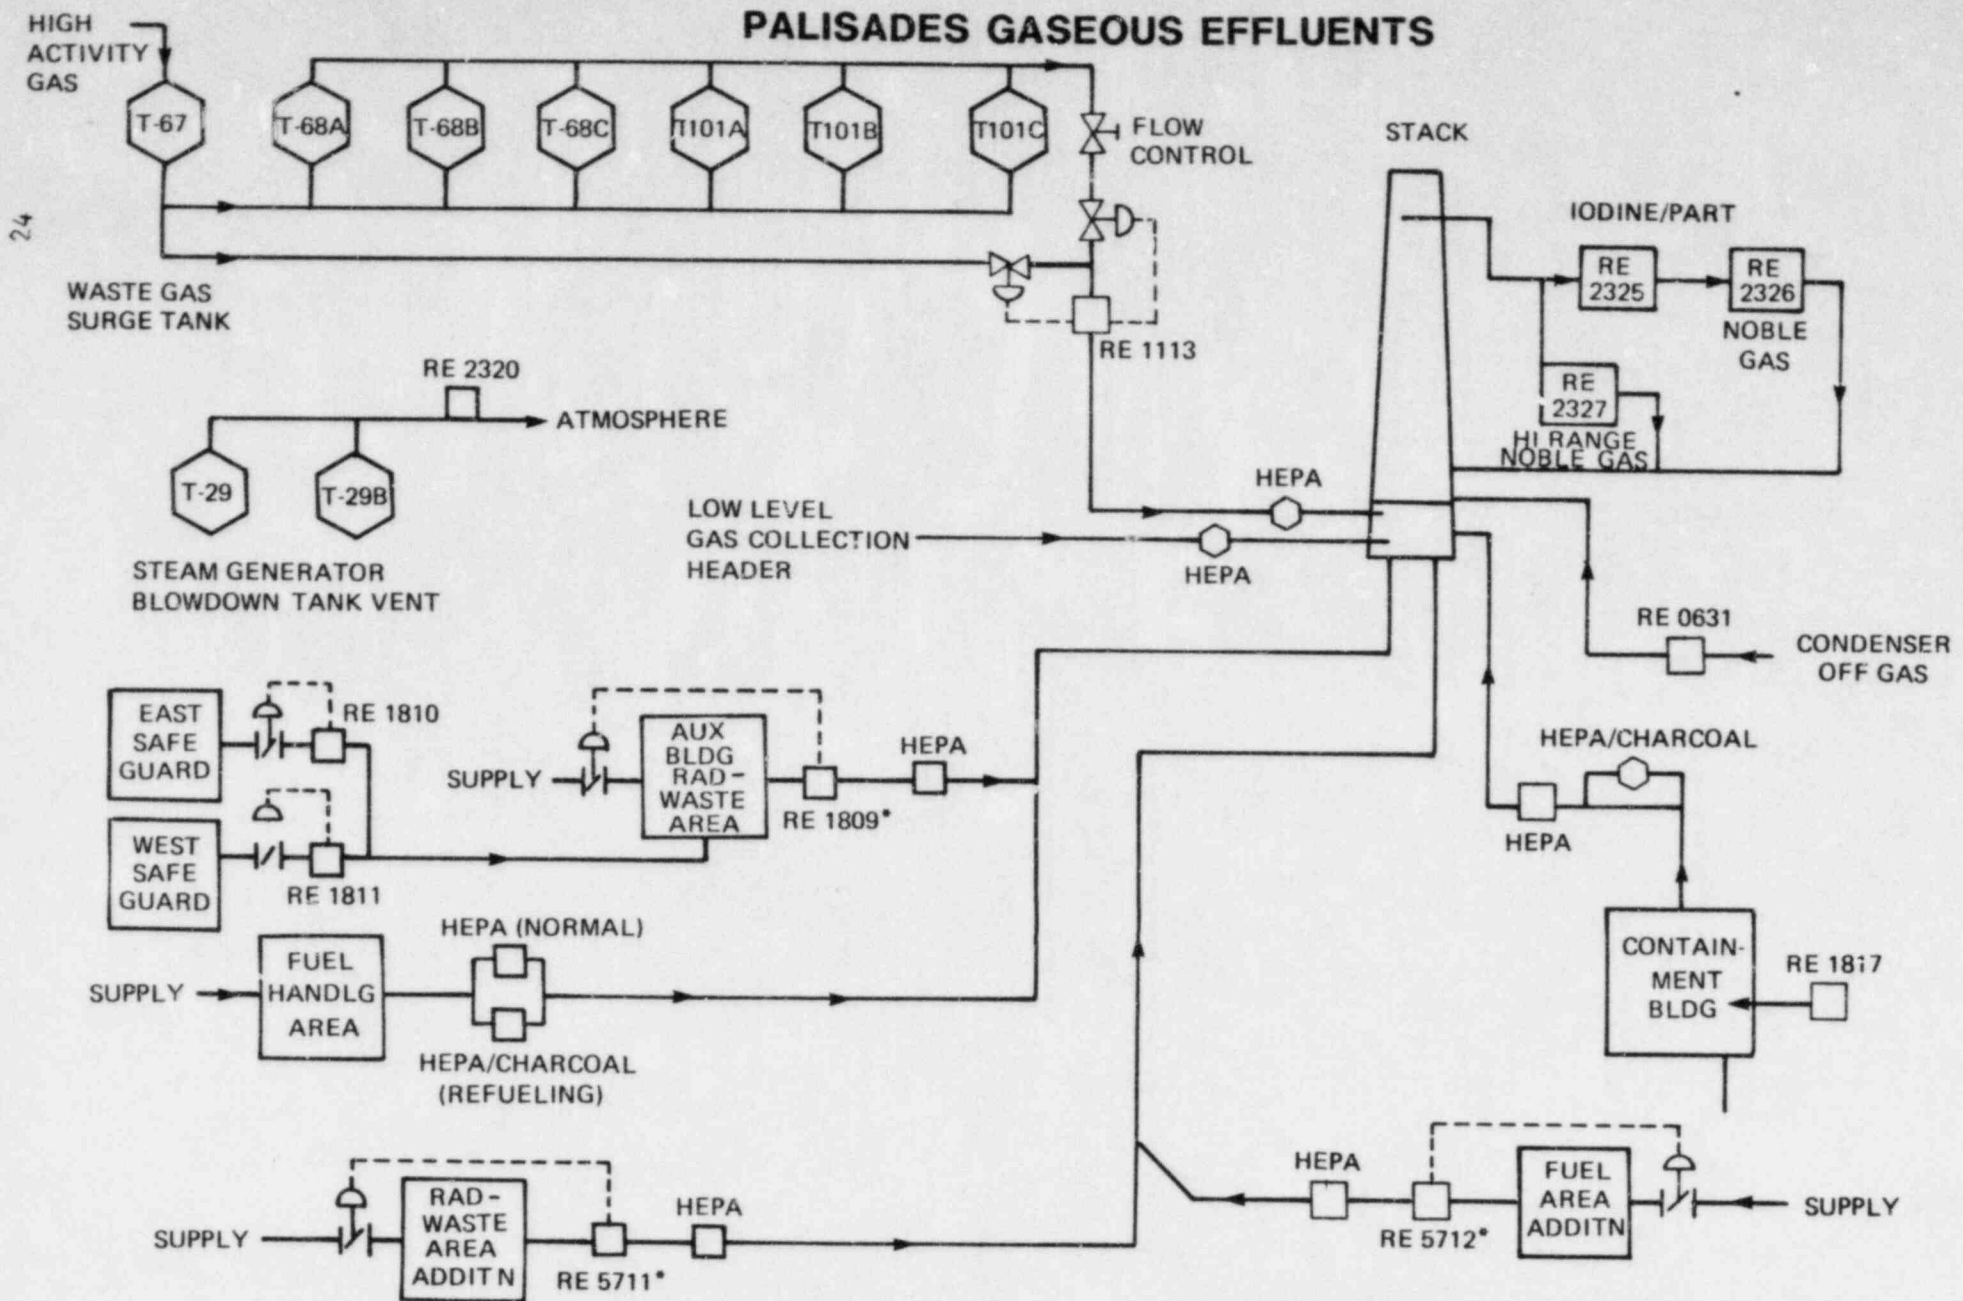 PALISADES GASEOUS EFFLUENTS
HIGH
ACTIVITY
GAS
T-67
T-68A
T-68B
T-68C
T101A
T101B
T101C
FLOW
CONTROL
STACK
24
IODINE/PART
RE
2325
RE
2326
NOBLE
GAS
WASTE GAS
SURGE TANK
RE 1113
RE
2327
HI RANGE
NOBLE GAS
RE 2320
ATMOSPHERE
T-29
T-29B
STEAM GENERATOR
BLOWDOWN TANK VENT
HEPA
LOW LEVEL
GAS COLLECTION
HEADER
HEPA
RE 0631
CONDENSER
OFF GAS
EAST
SAFE
GUARD
RE 1810
WEST
SAFE
GUARD
RE 1811
SUPPLY
AUX
BLDG
RAD-
WASTE
AREA
RE 1809*
HEPA
HEPA/CHARCOAL
HEPA
SUPPLY
FUEL
HANDLG
AREA
HEPA (NORMAL)
HEPA/CHARCOAL
(REFUELING)
CONTAIN-
MENT
BLDG
RE 1817
SUPPLY
RAD-
WASTE
AREA
ADDITN
RE 5711*
HEPA
HEPA
RE 5712*
FUEL
AREA
ADDITN
SUPPLY